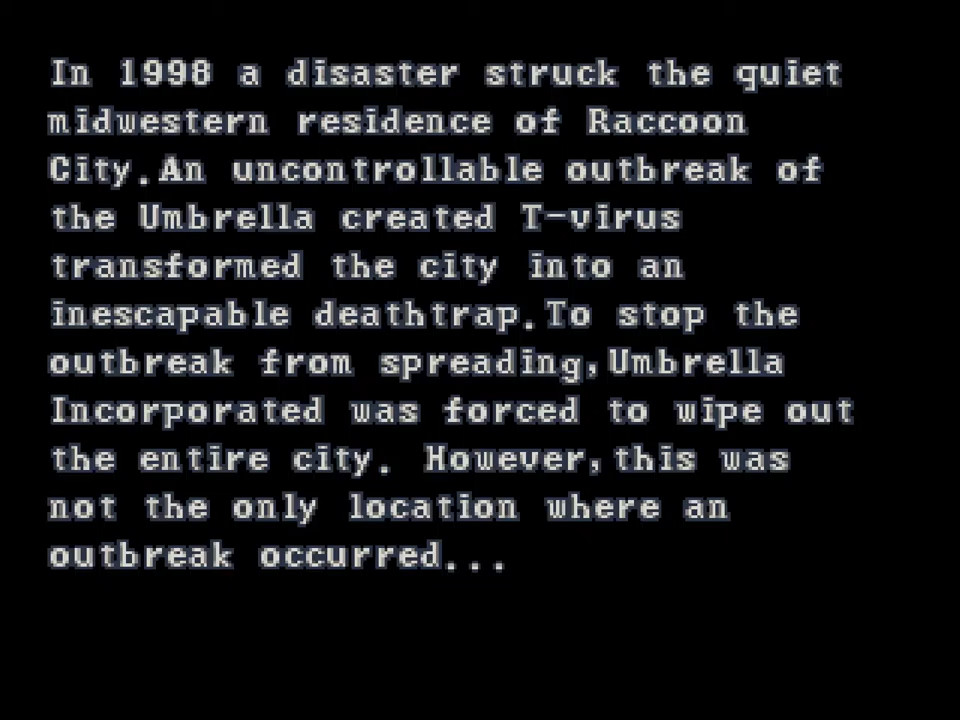 In 1998 a disaster struck the quiet
midwestern residence of Raccoon
City.An uncontrollable outbreak of
the Umbrella created T-virus
transformed the city into an
inescapable deathtrap.To stop the
outbreak from spreading,Umbrella
Incorporated was forced to wipe out
the entire city. However,this was
not the only location where an
outbreak occurred...